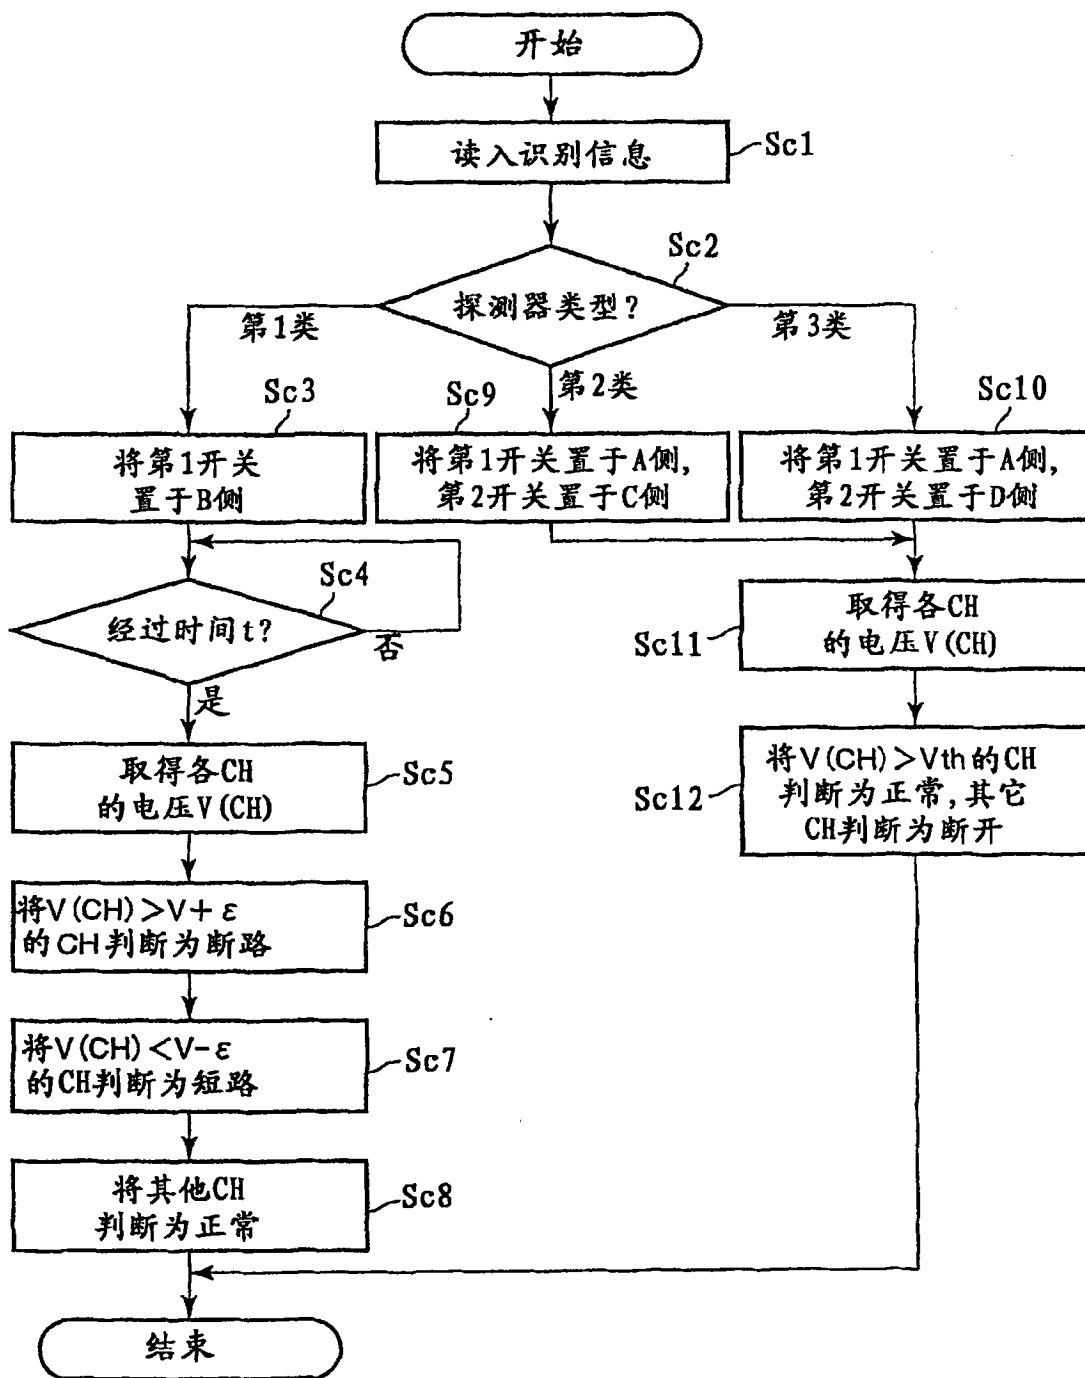 开始
读入识别信息
Sc1
Sc2
探测器类型?
第1类
第2类
第3类
Sc3
将第1开关
置于B侧
Sc9
将第1开关置于A侧,
第2开关置于C侧
Sc10
将第1开关置于A侧,
第2开关置于D侧
Sc4
经过时间t?
否
是
取得各CH
的电压V(CH)
Sc5
Sc11
取得各CH
的电压V(CH)
将V(CH)>V+ε
的CH判断为断路
Sc6
Sc12
将V(CH)>Vth的CH
判断为正常,其它
CH判断为断开
将V(CH)<V-ε
的CH判断为短路
Sc7
将其他CH
判断为正常
Sc8
结束